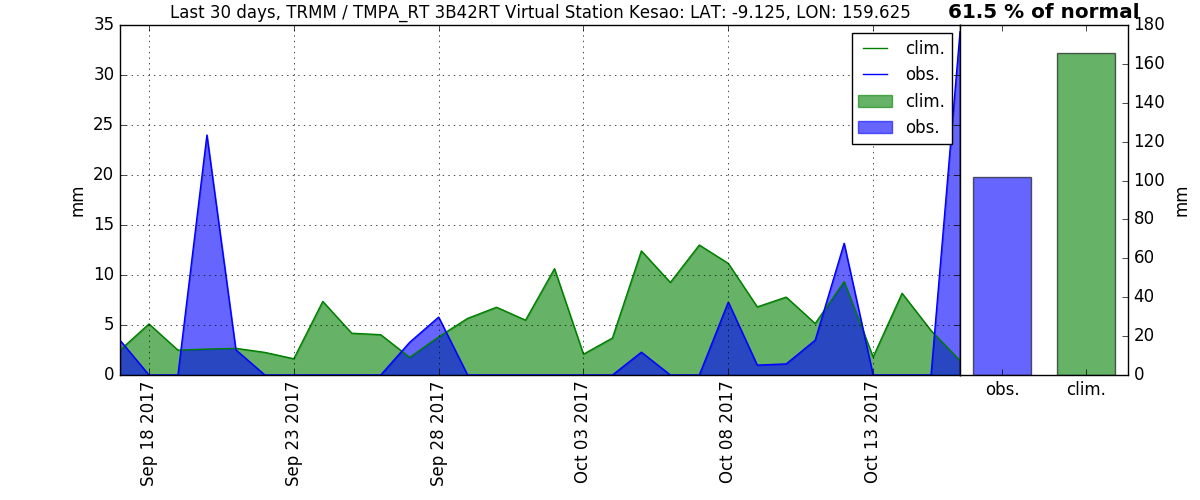 Last 30 days, TRMM / TMPA_RT 3B42RT Virtual Station Kesao: LAT: -9.125, LON: 159.625
61.5 % of normal
35
30
25
20
15
10
5
0
mm
clim.
obs.
clim.
obs.
180
160
140
120
100
80
60
40
20
0
mm
Sep 18 2017
Sep 23 2017
Sep 28 2017
Oct 03 2017
Oct 08 2017
Oct 13 2017
obs.
clim.